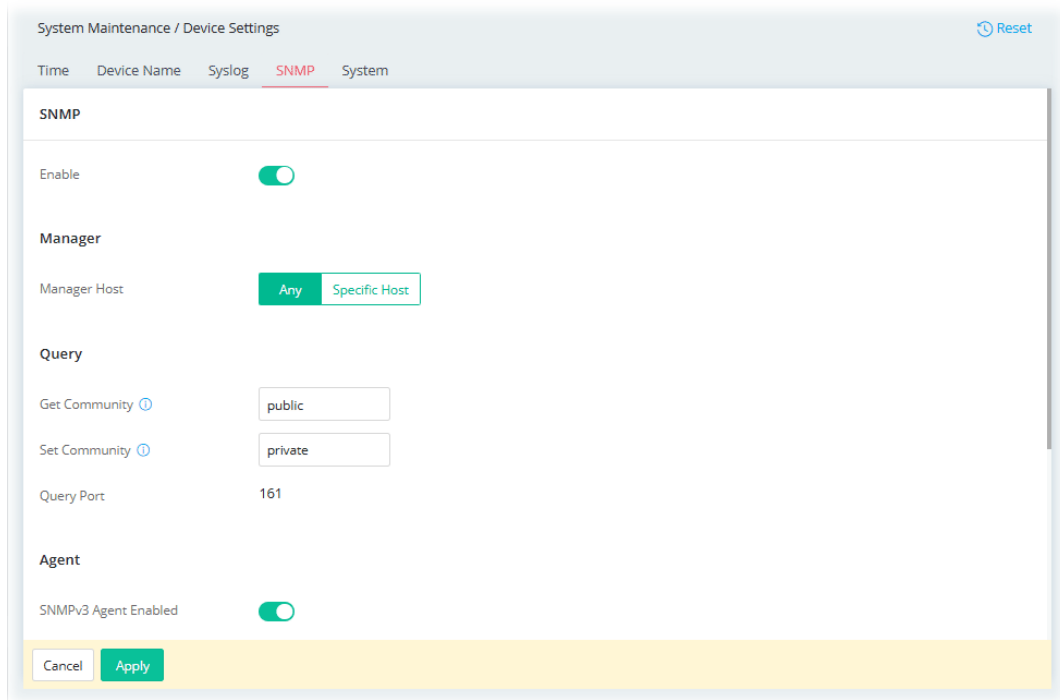 System Maintenance / Device Settings
Reset
Time Device Name Syslog SNMP System
SNMP
Enable
Manager
Manager Host Any Specific Host
Query
Get Community public
Set Community private
Query Port 161
Agent
SNMPv3 Agent Enabled
Cancel Apply